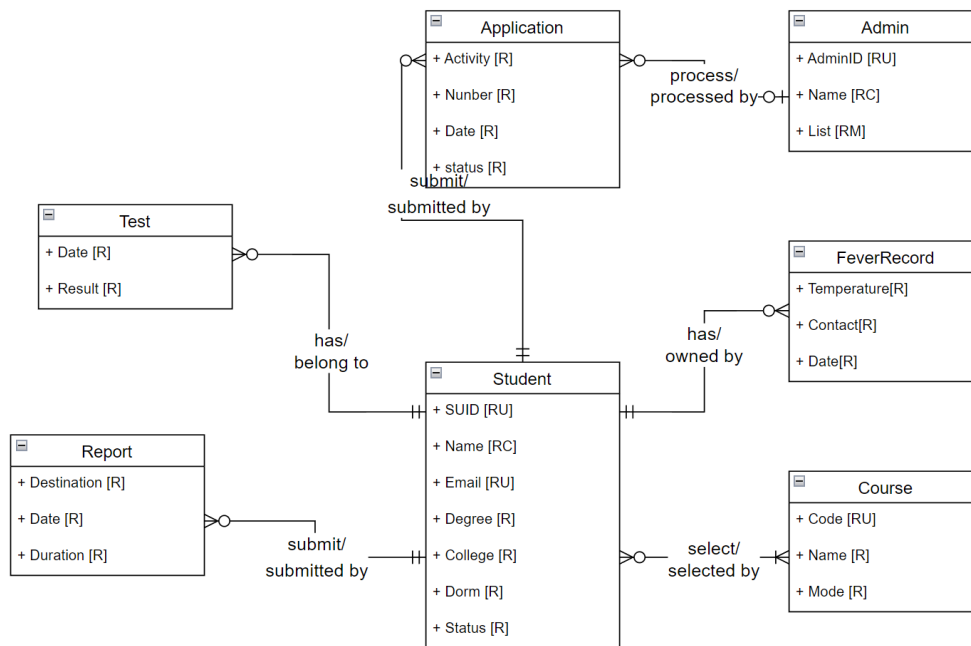 Application
+ Activity [R]
+ Nunber [R]
+ Date [R]
+ status [R]
Admin
+ AdminID [RU]
+ Name [RC]
+ List [RM]
process/
processed by
submit/
submitted by
Test
+ Date [R]
+ Result [R]
has/
belong to
FeverRecord
+ Temperature[R]
+ Contact[R]
+ Date[R]
has/
owned by
Student
+ SUID [RU]
+ Name [RC]
+ Email [RU]
+ Degree [R]
+ College [R]
+ Dorm [R]
+ Status [R]
Report
+ Destination [R]
+ Date [R]
+ Duration [R]
submit/
submitted by
Course
+ Code [RU]
+ Name [R]
+ Mode [R]
select/
selected by